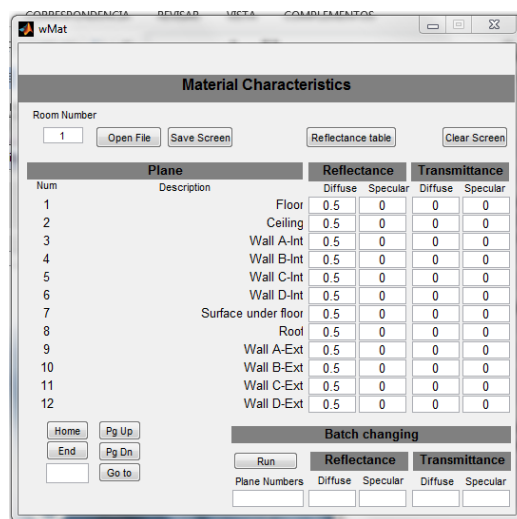 CORRESPONDENCIA REVISAR VISTA COMPLEMENTOS
wMat
Material Characteristics
Room Number
1 Open File Save Screen Reflectance table Clear Screen
Plane Reflectance Transmittance
Num Description Diffuse Specular Diffuse Specular
1 Floor 0.5 0 0 0
2 Ceiling 0.5 0 0 0
3 Wall A-Int 0.5 0 0 0
4 Wall B-Int 0.5 0 0 0
5 Wall C-Int 0.5 0 0 0
6 Wall D-Int 0.5 0 0 0
7 Surface under floor 0.5 0 0 0
8 Roof 0.5 0 0 0
9 Wall A-Ext 0.5 0 0 0
10 Wall B-Ext 0.5 0 0 0
11 Wall C-Ext 0.5 0 0 0
12 Wall D-Ext 0.5 0 0 0
Home Pg Up
Batch changing
End Pg Dn
Run Reflectance Transmittance
Go to
Plane Numbers Diffuse Specular Diffuse Specular